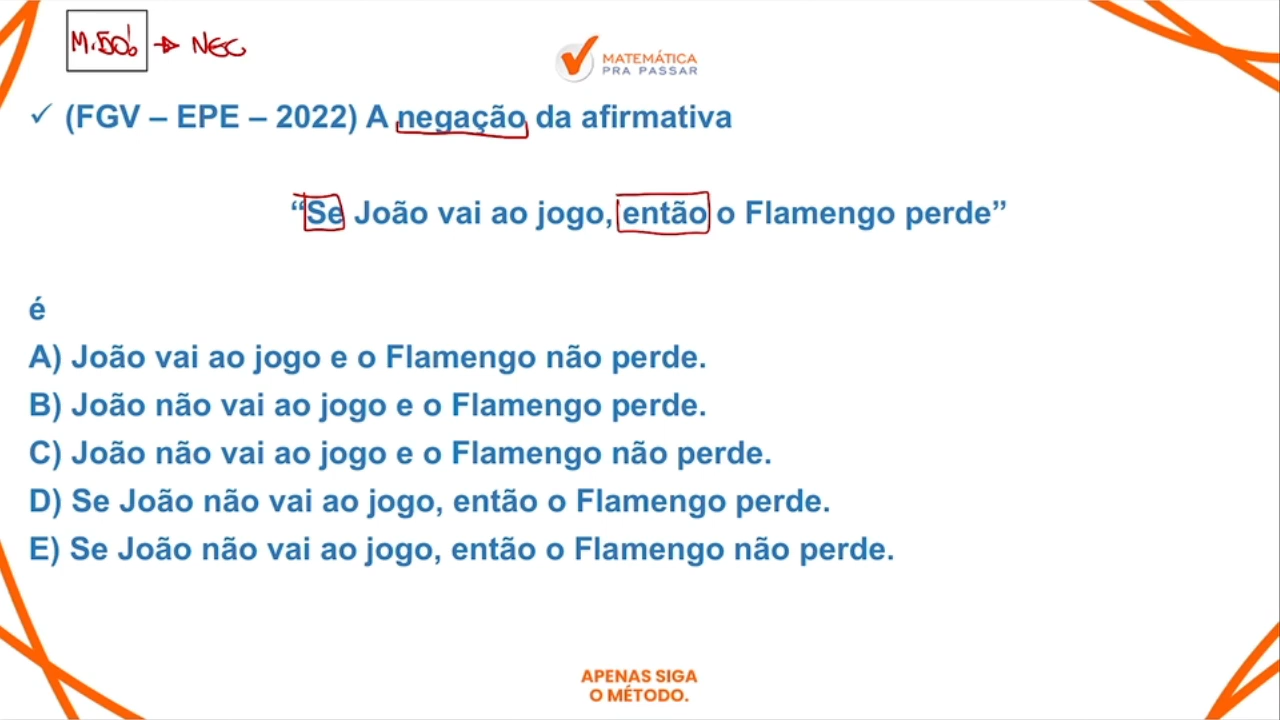 M.50! → NEG
MATEMÁTICA
PRA PASSAR
✓ (FGV – EPE – 2022) A negação da afirmativa
“Se João vai ao jogo, então o Flamengo perde”
é
A) João vai ao jogo e o Flamengo não perde.
B) João não vai ao jogo e o Flamengo perde.
C) João não vai ao jogo e o Flamengo não perde.
D) Se João não vai ao jogo, então o Flamengo perde.
E) Se João não vai ao jogo, então o Flamengo não perde.
APENAS SIGA
O MÉTODO.